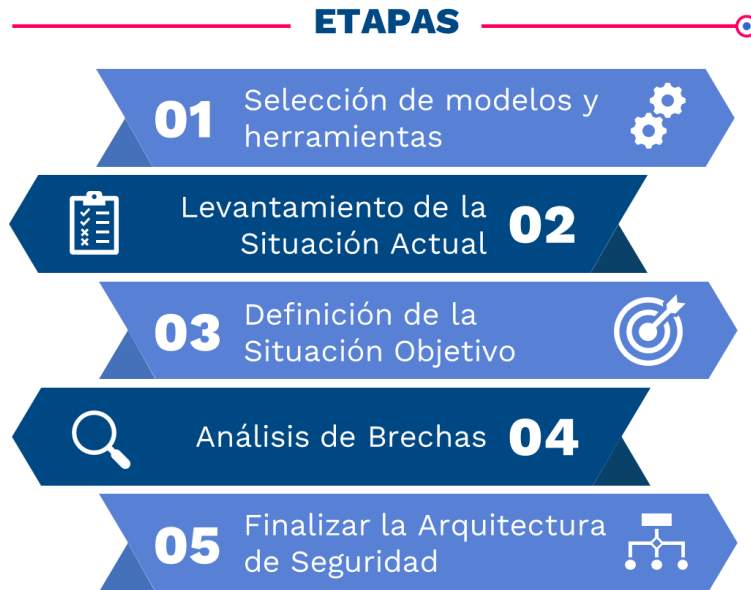 ETAPAS
01 Selección de modelos y
herramientas
Levantamiento de la
Situación Actual 02
03 Definición de la
Situación Objetivo
Análisis de Brechas 04
05 Finalizar la Arquitectura
de Seguridad